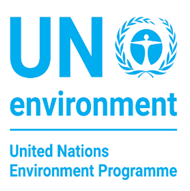 UN
environment
United Nations
Environment Programme